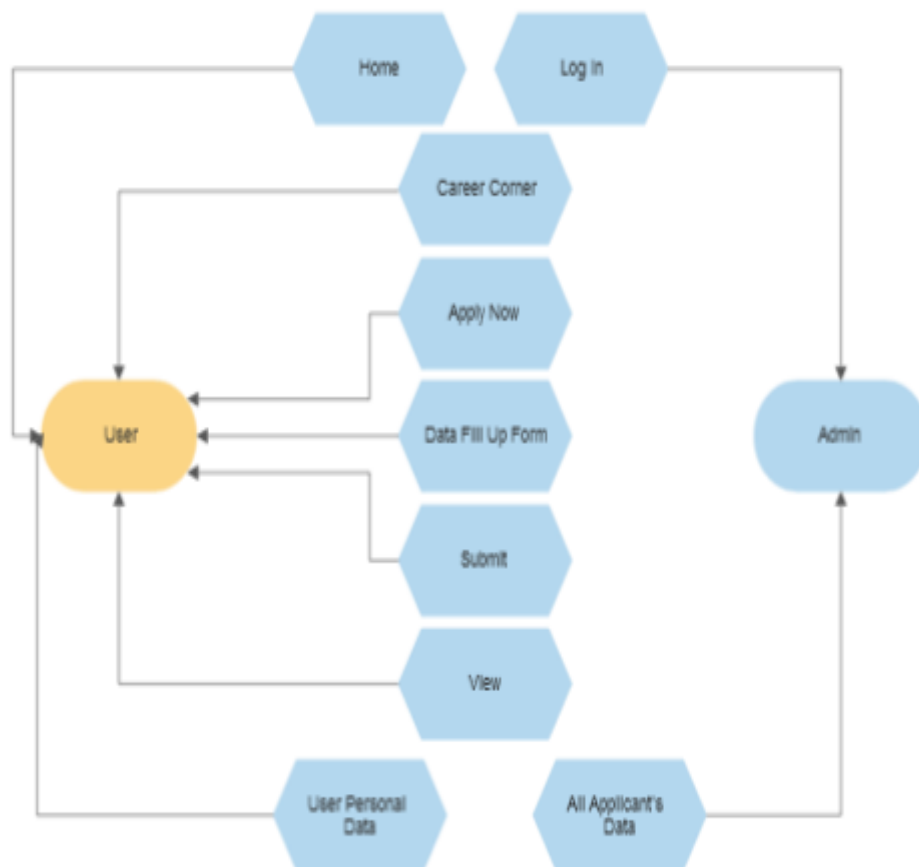 Home
Log In
Career Corner
Apply Now
User
Data Fill Up Form
Admin
Submit
View
User Personal
Data
All Applicant's
Data